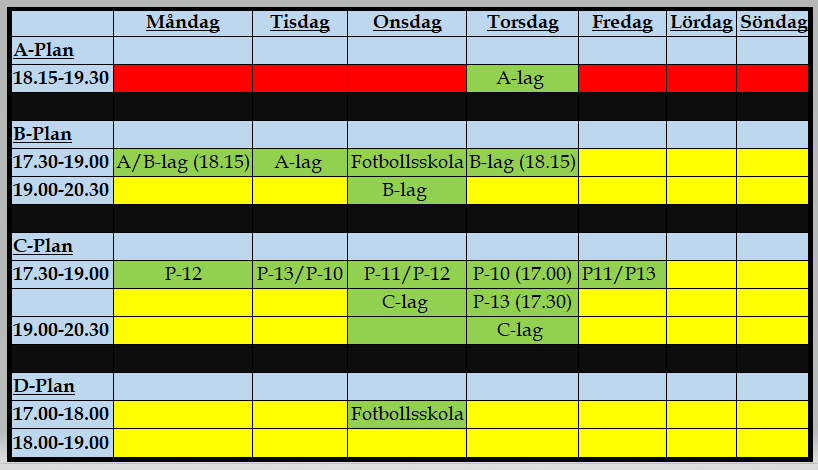 Måndag Tisdag Onsdag Torsdag Fredag Lördag Söndag
A-Plan
18.15-19.30 A-lag
B-Plan
17.30-19.00 A/B-lag (18.15) A-lag Fotbollsskola B-lag (18.15)
19.00-20.30 B-lag
C-Plan
17.30-19.00 P-12 P-13/P-10 P-11/P-12 P-10 (17.00) P11/P13
C-lag P-13 (17.30)
19.00-20.30 C-lag
D-Plan
17.00-18.00 Fotbollsskola
18.00-19.00